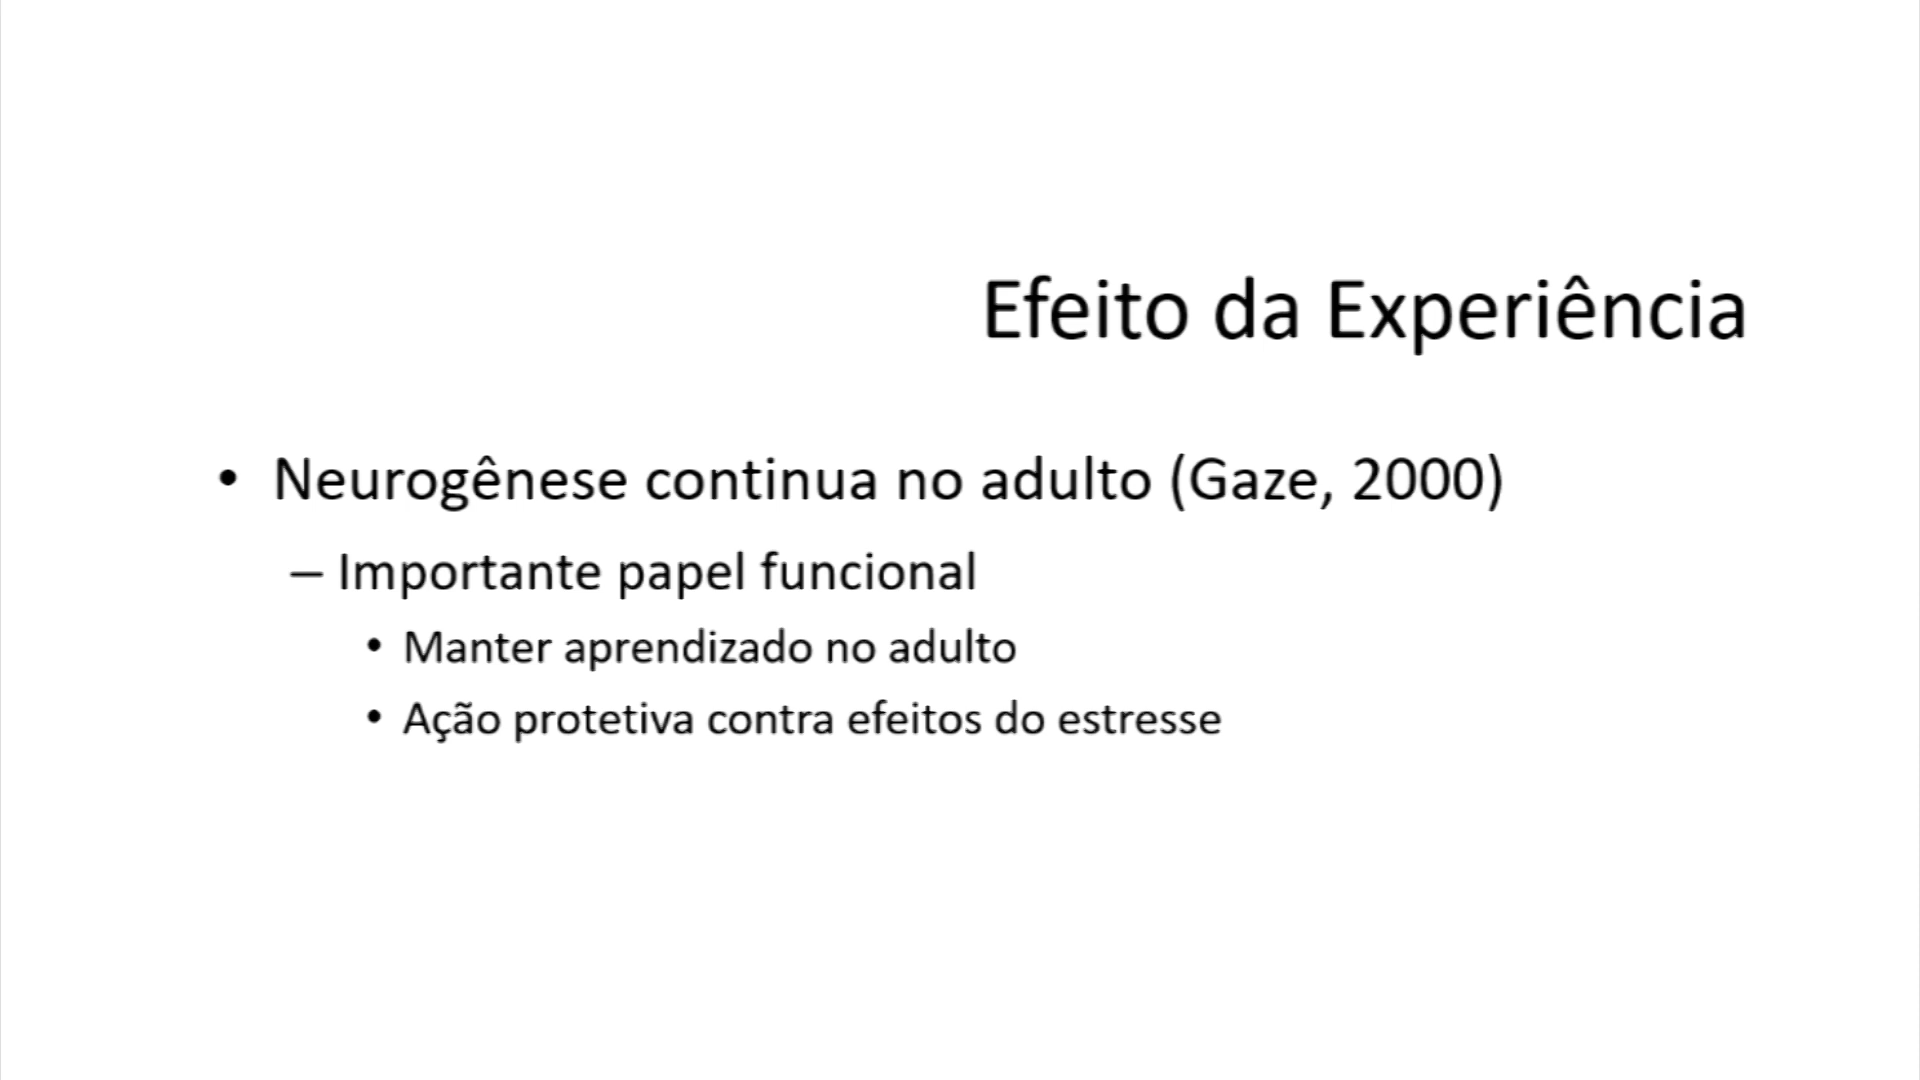 Efeito da Experiência
• Neurogênese continua no adulto (Gaze, 2000)
– Importante papel funcional
• Manter aprendizado no adulto
• Ação protetiva contra efeitos do estresse